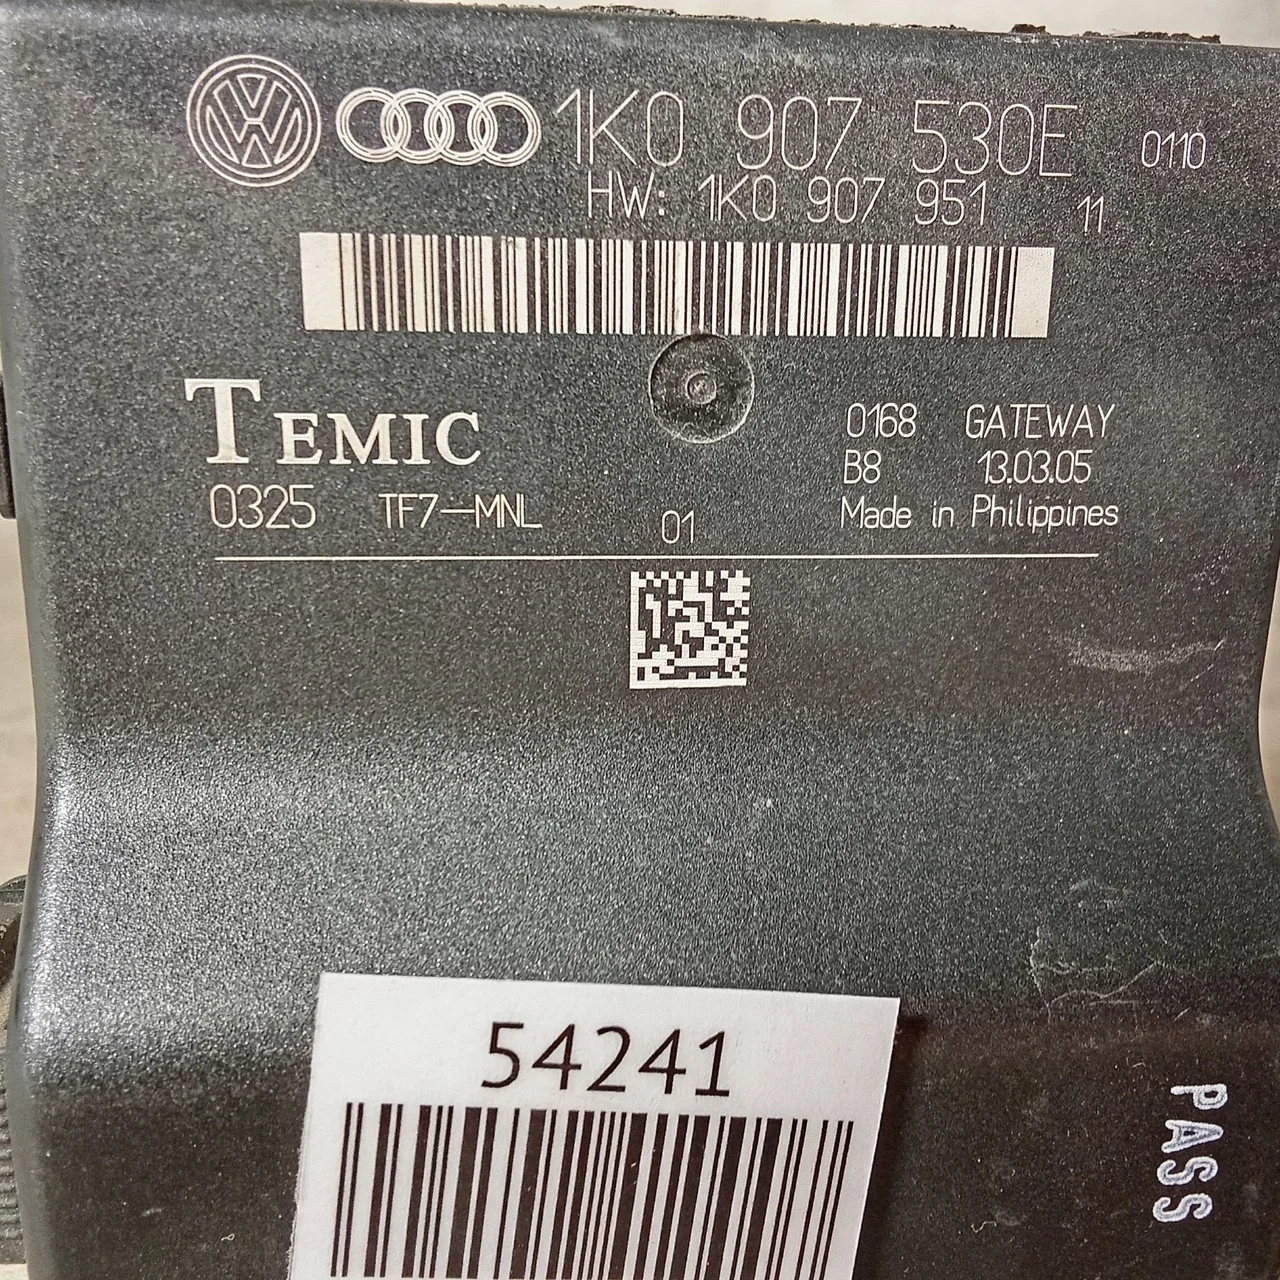 1K0 907 530E 0110
HW: 1K0 907 951 11
TEMIC
0168 GATEWAY
B8 13.03.05
0325 TF7-MNL 01 Made in Philippines
54241
PASS